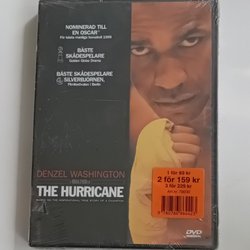 NOMINERAD TILL
EN OSCAR
BÄSTE
SKÅDESPELARE
Golden Globe Drama
BÄSTE
SKÅDESPELARE
SILVERBJÖRNEN,
DENZEL WASHINGTON
THE HURRICANE
1 för 89 kr
2 för 159 kr
3 för 225 kr
DVD